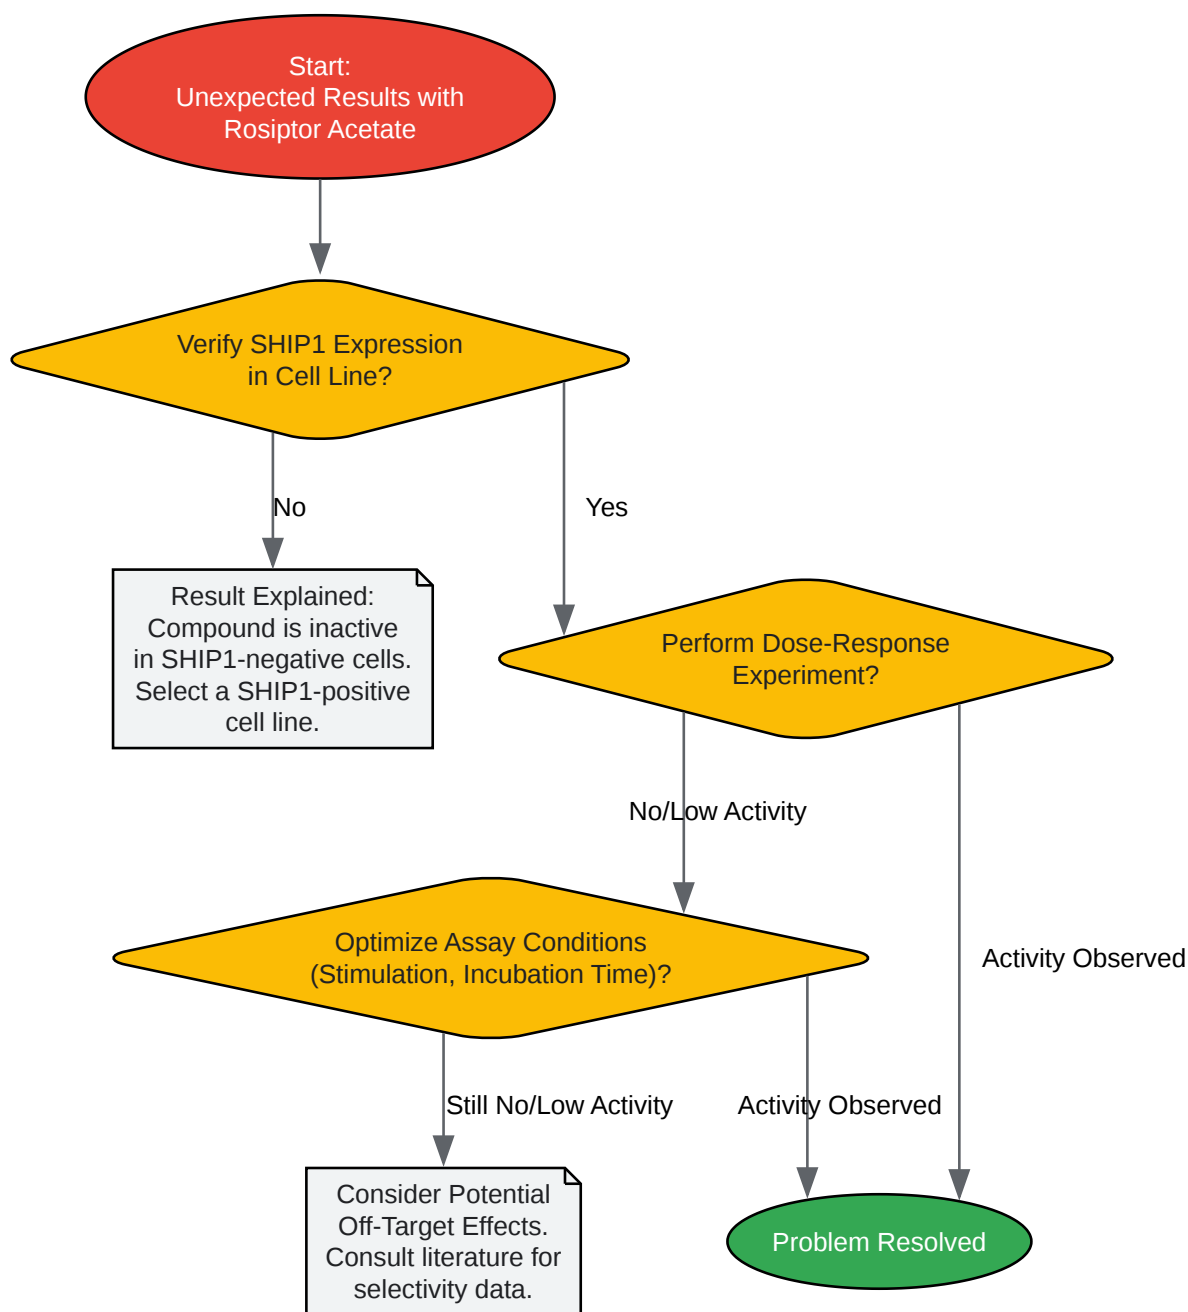 Start:
Unexpected Results with
Rosiptor Acetate
Verify SHIP1 Expression
in Cell Line?
No
Yes
Result Explained:
Compound is inactive
in SHIP1-negative cells.
Select a SHIP1-positive
cell line.
Perform Dose-Response
Experiment?
No/Low Activity
Activity Observed
Optimize Assay Conditions
(Stimulation, Incubation Time)?
Still No/Low Activity
Activity Observed
Consider Potential
Off-Target Effects.
Consult literature for
selectivity data.
Problem Resolved